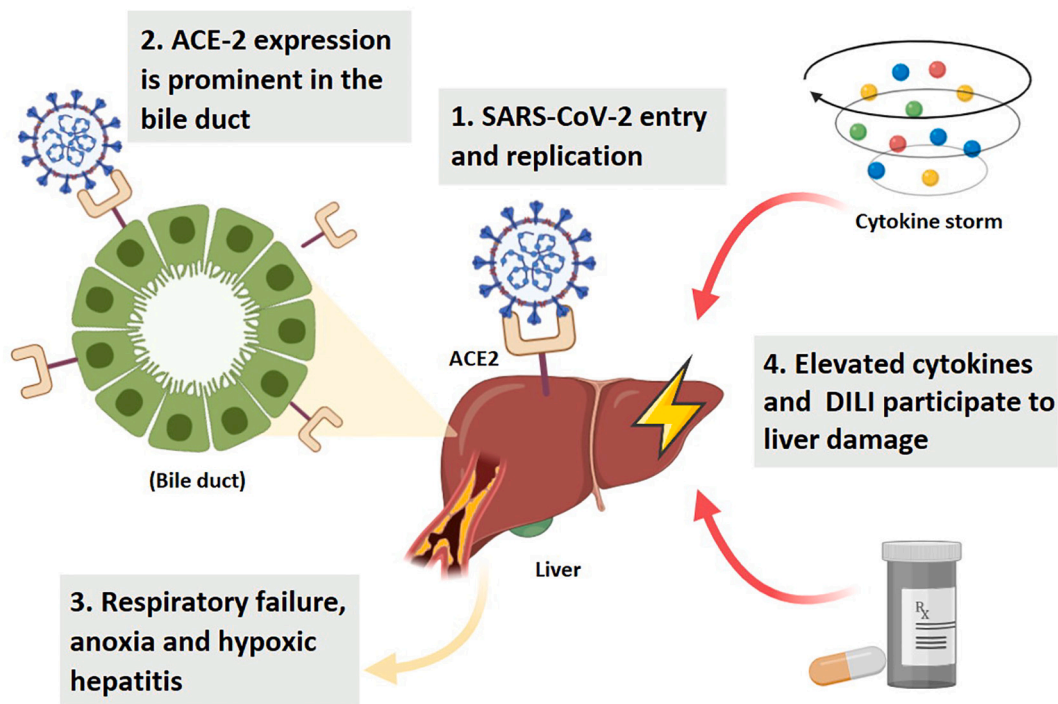 2. ACE-2 expression
is prominent in the
bile duct
1. SARS-CoV-2 entry
and replication
Cytokine storm
ACE2
4. Elevated cytokines
and DILI participate to
liver damage
(Bile duct)
Liver
3. Respiratory failure,
anoxia and hypoxic
hepatitis
Rx